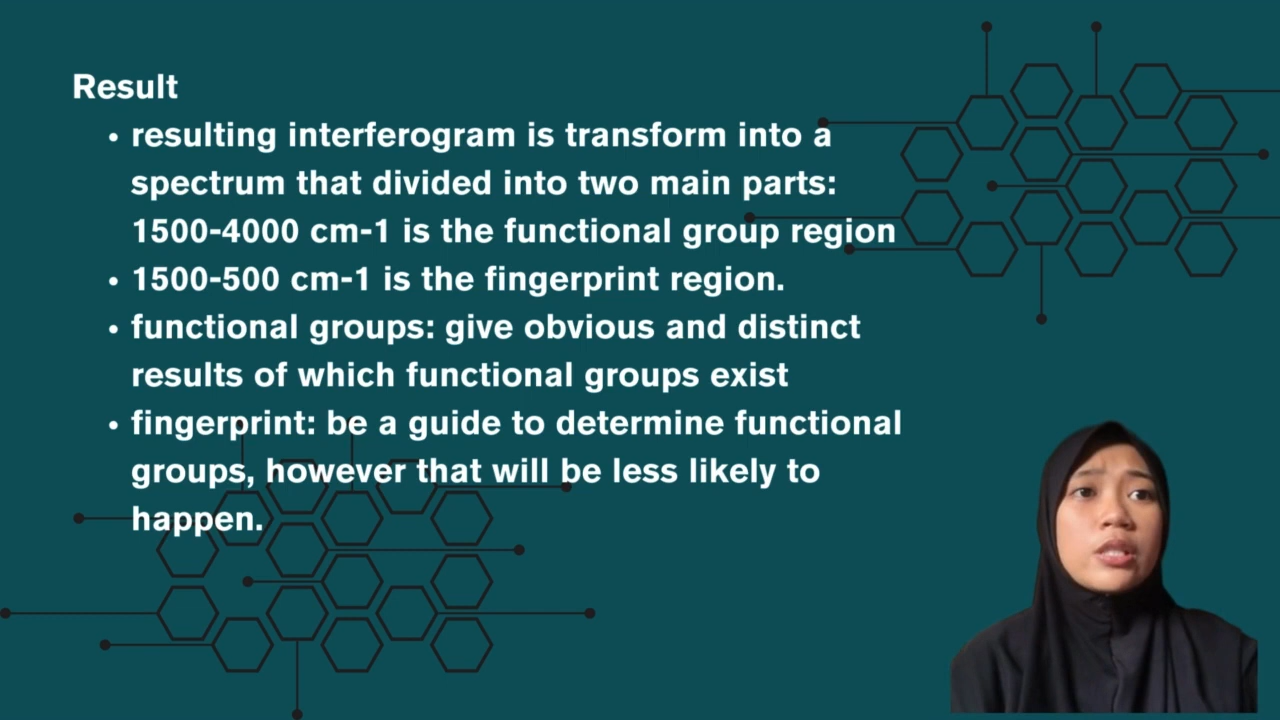 Result
• resulting interferogram is transform into a
spectrum that divided into two main parts:
1500-4000 cm-1 is the functional group region
• 1500-500 cm-1 is the fingerprint region.
• functional groups: give obvious and distinct
results of which functional groups exist
• fingerprint: be a guide to determine functional
groups, however that will be less likely to
happen.